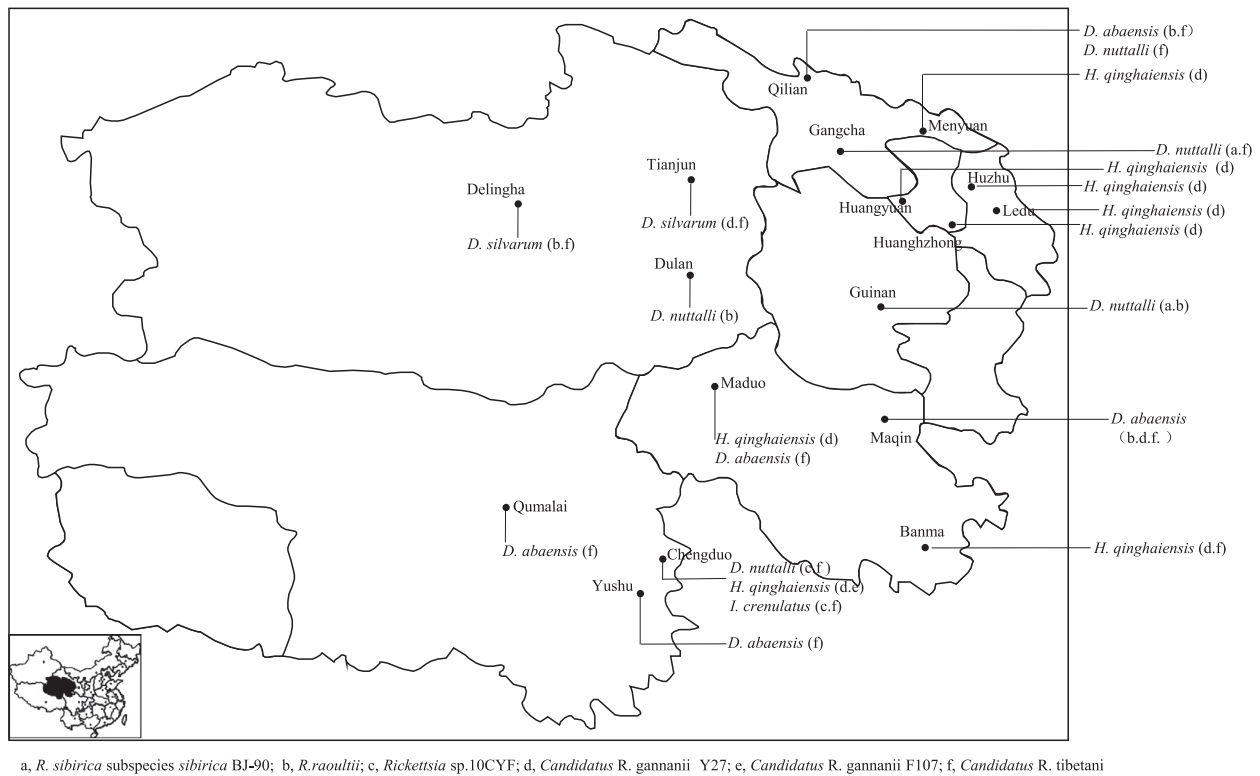 D. abaensis (b.f）
D. nuttalli (f)
H. qinghaiensis (d)
Qilian
Menyuan
Gangcha
D. nuttalli (a.f)
Tianjun
H. qinghaiensis (d)
Huzhu
H. qinghaiensis (d)
Delingha
Huangyuan
Ledu
H. qinghaiensis (d)
D. silvarum (d.f)
H. qinghaiensis (d)
D. silvarum (b.f)
Huanghzhong
Dulan
Guinan
D. nuttalli (a.b)
D. nuttalli (b)
Maduo
D. abaensis
（b.d.f. ）
Maqin
H. qinghaiensis (d)
D. abaensis (f)
Qumalai
Banma
D. abaensis (f)
H. qinghaiensis (d.f)
Chengduo
D. nuttalli (c.f )
Yushu
H. qinghaiensis (d.e)
I. crenulatus (c.f)
D. abaensis (f)
a, R. sibirica subspecies sibirica BJ-90; b, R.raoultii; c, Rickettsia sp.10CYF; d, Candidatus R. gannanii Y27; e, Candidatus R. gannanii F107; f, Candidatus R. tibetani